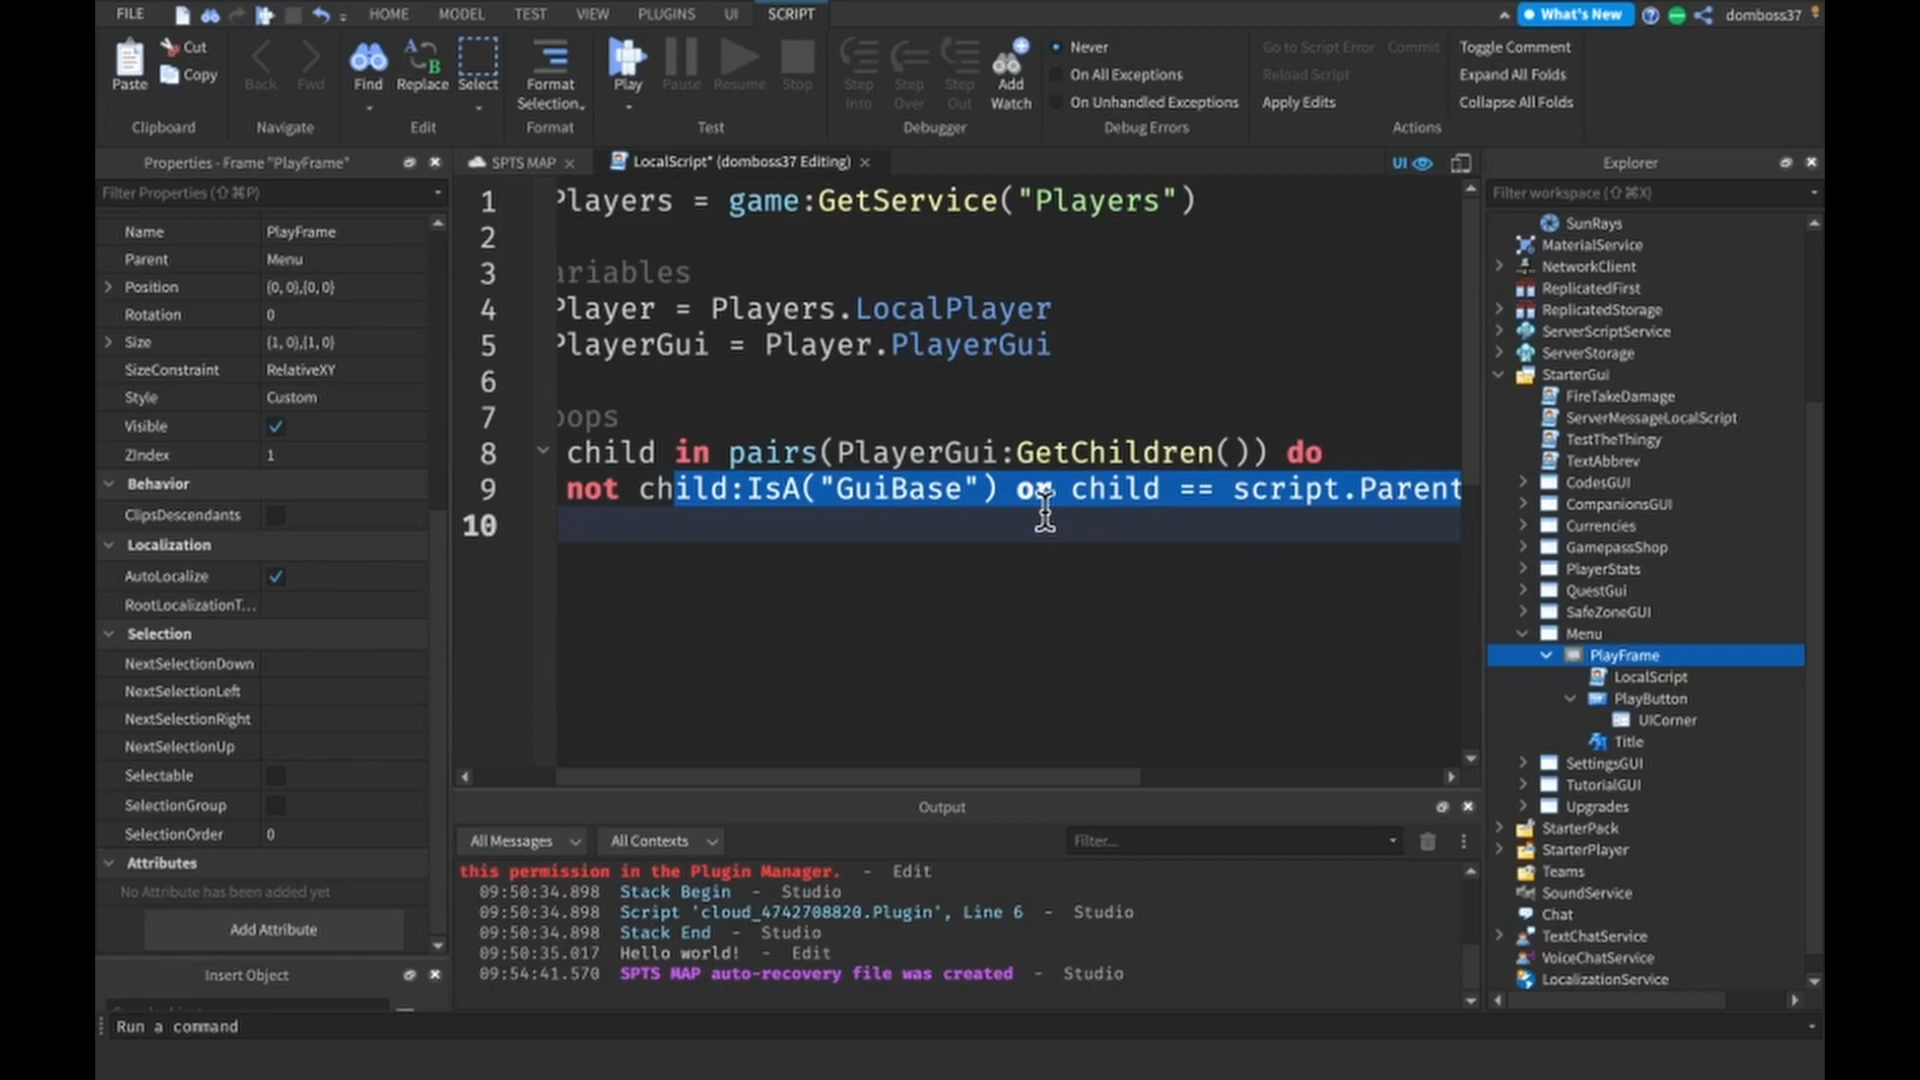 FILE HOME MODEL TEST VIEW PLUGINS UI SCRIPT What's New domboss37
Paste Cut Copy Back Fwd Find Replace Select Format Selection Play Pause Resume Stop Step Into Step Over Step Out Add Watch
Never
On All Exceptions
On Unhandled Exceptions
Go to Script Error Commit
Reload Script
Apply Edits
Toggle Comment
Expand All Folds
Collapse All Folds
Clipboard Navigate Edit Format Test Debugger Debug Errors Actions
Properties - Frame "PlayFrame"
Filter Properties (⇧⌘P)
Name PlayFrame
Parent Menu
Position {0, 0},{0, 0}
Rotation 0
Size {1, 0},{1, 0}
SizeConstraint RelativeXY
Style Custom
Visible
ZIndex 1
Behavior
ClipsDescendants
Localization
AutoLocalize
RootLocalizationT...
Selection
NextSelectionDown
NextSelectionLeft
NextSelectionRight
NextSelectionUp
Selectable
SelectionGroup
SelectionOrder 0
Attributes
No Attribute has been added yet
Add Attribute
Insert Object
SPTS MAP LocalScript* (domboss37 Editing) UI
1 Players = game:GetService("Players")
2
3 ariables
4 Player = Players.LocalPlayer
5 PlayerGui = Player.PlayerGui
6
7 oops
8 child in pairs(PlayerGui:GetChildren()) do
9 not child:IsA("GuiBase") or child == script.Parent
10
Output
All Messages All Contexts Filter...
this permission in the Plugin Manager. - Edit
09:50:34.898 Stack Begin - Studio
09:50:34.898 Script 'cloud_4742708820.Plugin', Line 6 - Studio
09:50:34.898 Stack End - Studio
09:50:35.017 Hello world! - Edit
09:54:41.570 SPTS MAP auto-recovery file was created - Studio
Explorer
Filter workspace (⇧⌘X)
SunRays
MaterialService
NetworkClient
ReplicatedFirst
ReplicatedStorage
ServerScriptService
ServerStorage
StarterGui
FireTakeDamage
ServerMessageLocalScript
TestTheThingy
TextAbbrev
CodesGUI
CompanionsGUI
Currencies
GamepassShop
PlayerStats
QuestGui
SafeZoneGUI
Menu
PlayFrame
LocalScript
PlayButton
UICorner
Title
SettingsGUI
TutorialGUI
Upgrades
StarterPack
StarterPlayer
Teams
SoundService
Chat
TextChatService
VoiceChatService
LocalizationService
Run a command